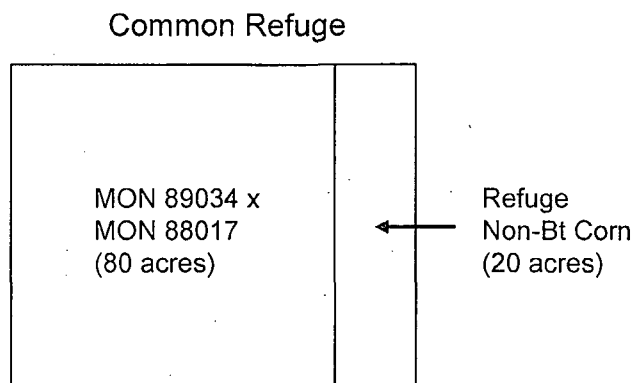 Common Refuge
MON 89034 x
MON 88017
(80 acres)
Refuge
Non-Bt Corn
(20 acres)